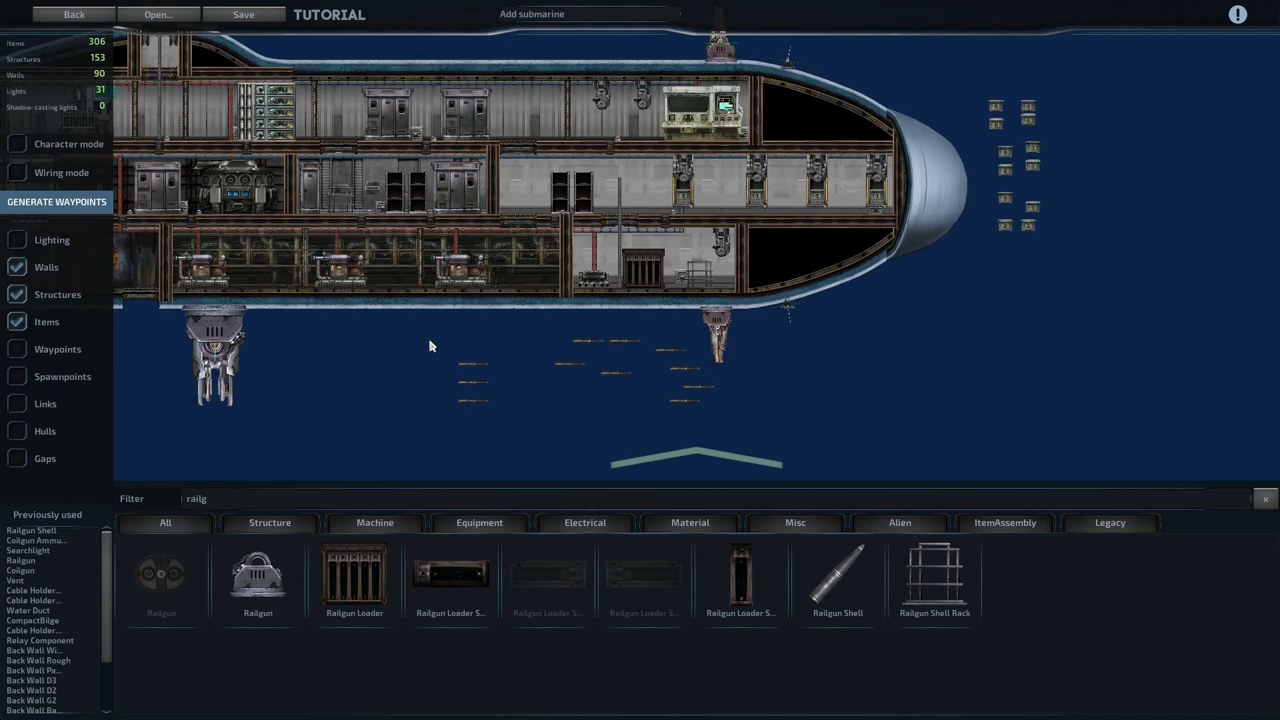 Back Open... Save TUTORIAL Add submarine
Items 306
Structures 153
Walls 90
Lights 31
Shadow-casting lights 0
Character mode
Wiring mode
GENERATE WAYPOINTS
Lighting
Walls
Structures
Items
Waypoints
Spawnpoints
Links
Hulls
Gaps
Filter railg
All Structure Machine Equipment Electrical Material Misc Alien ItemAssembly Legacy
Railgun Railgun Railgun Loader Railgun Loader S... Railgun Loader S... Railgun Loader S... Railgun Loader S... Railgun Shell Railgun Shell Rack
Previously used
Railgun Shell
Coilgun Ammu...
Searchlight
Railgun
Coilgun
Vent
Cable Holder...
Cable Holder...
Water Duct
CompactBilge
Cable Holder...
Relay Component
Back Wall Wi...
Back Wall Rough
Back Wall Pa...
Back Wall D3
Back Wall D2
Back Wall G2
Back Wall Ba...